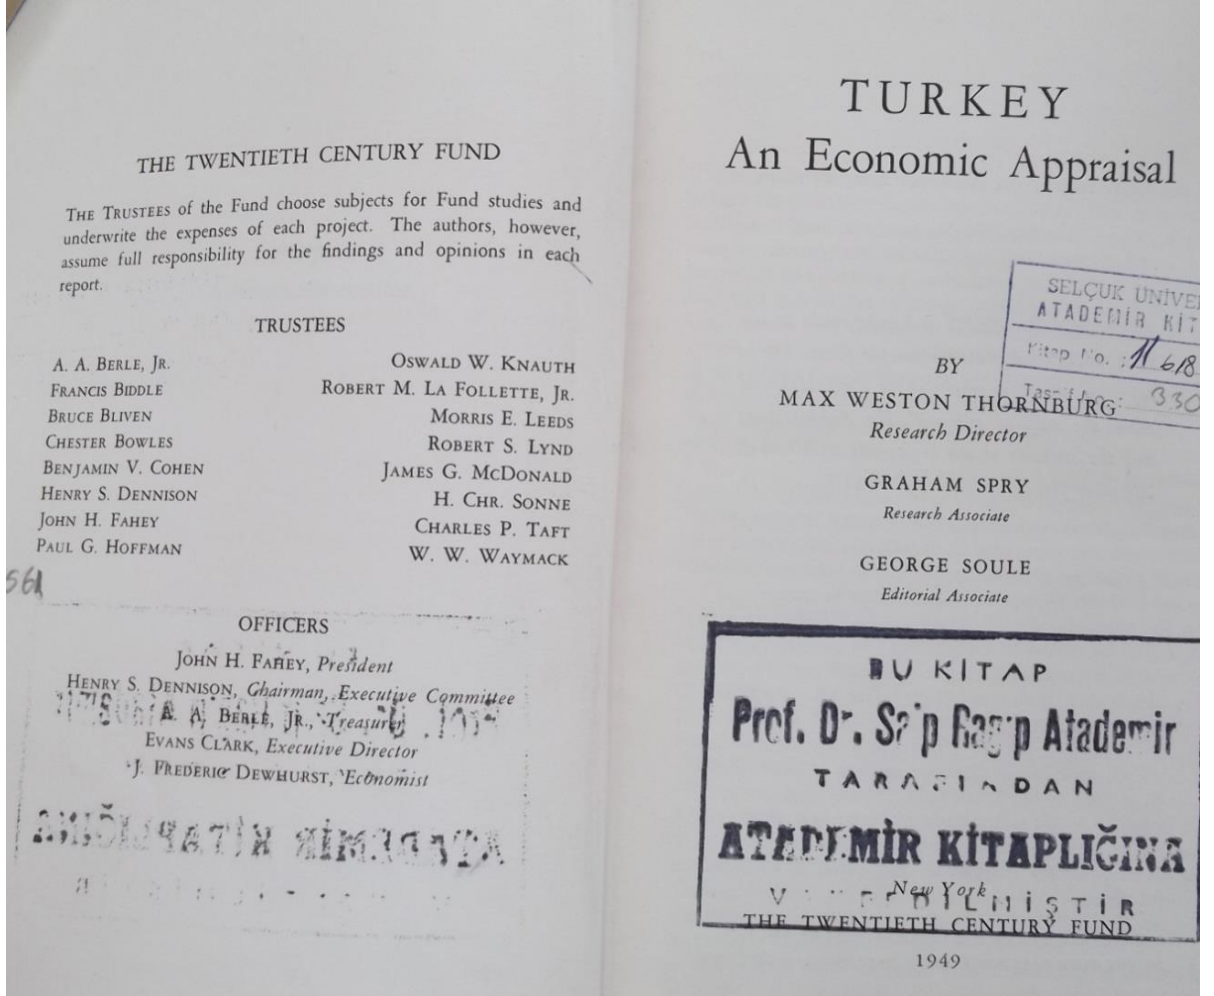 THE TWENTIETH CENTURY FUND
THE TRUSTEES of the Fund choose subjects for Fund studies and
underwrite the expenses of each project. The authors, however,
assume full responsibility for the findings and opinions in each
report.
TRUSTEES
A. A. BERLE, JR.
FRANCIS BIDDLE
BRUCE BLIVEN
CHESTER BOWLES
BENJAMIN V. COHEN
HENRY S. DENNISON
JOHN H. FAHEY
PAUL G. HOFFMAN
OSWALD W. KNAUTH
ROBERT M. LA FOLLETTE, JR.
MORRIS E. LEEDS
ROBERT S. LYND
JAMES G. MCDONALD
H. CHR. SONNE
CHARLES P. TAFT
W. W. WAYMACK
561
OFFICERS
JOHN H. FAHEY, President
HENRY S. DENNISON, Chairman, Executive Committee
A. A. BERLE, JR., Treasurer
EVANS CLARK, Executive Director
J. FREDERIC DEWHURST, Economist
TURKEY
An Economic Appraisal
SELÇUK ÜNİVE
ATADEMİR KİT
Kitap No. : 11618
330
BY
MAX WESTON THORNBURG
Research Director
GRAHAM SPRY
Research Associate
GEORGE SOULE
Editorial Associate
BU KİTAP
Prof. Dr. Atademir
TARAFINDAN
ATADEMİR KİTAPLIĞINA
New York
THE TWENTIETH CENTURY FUND
1949